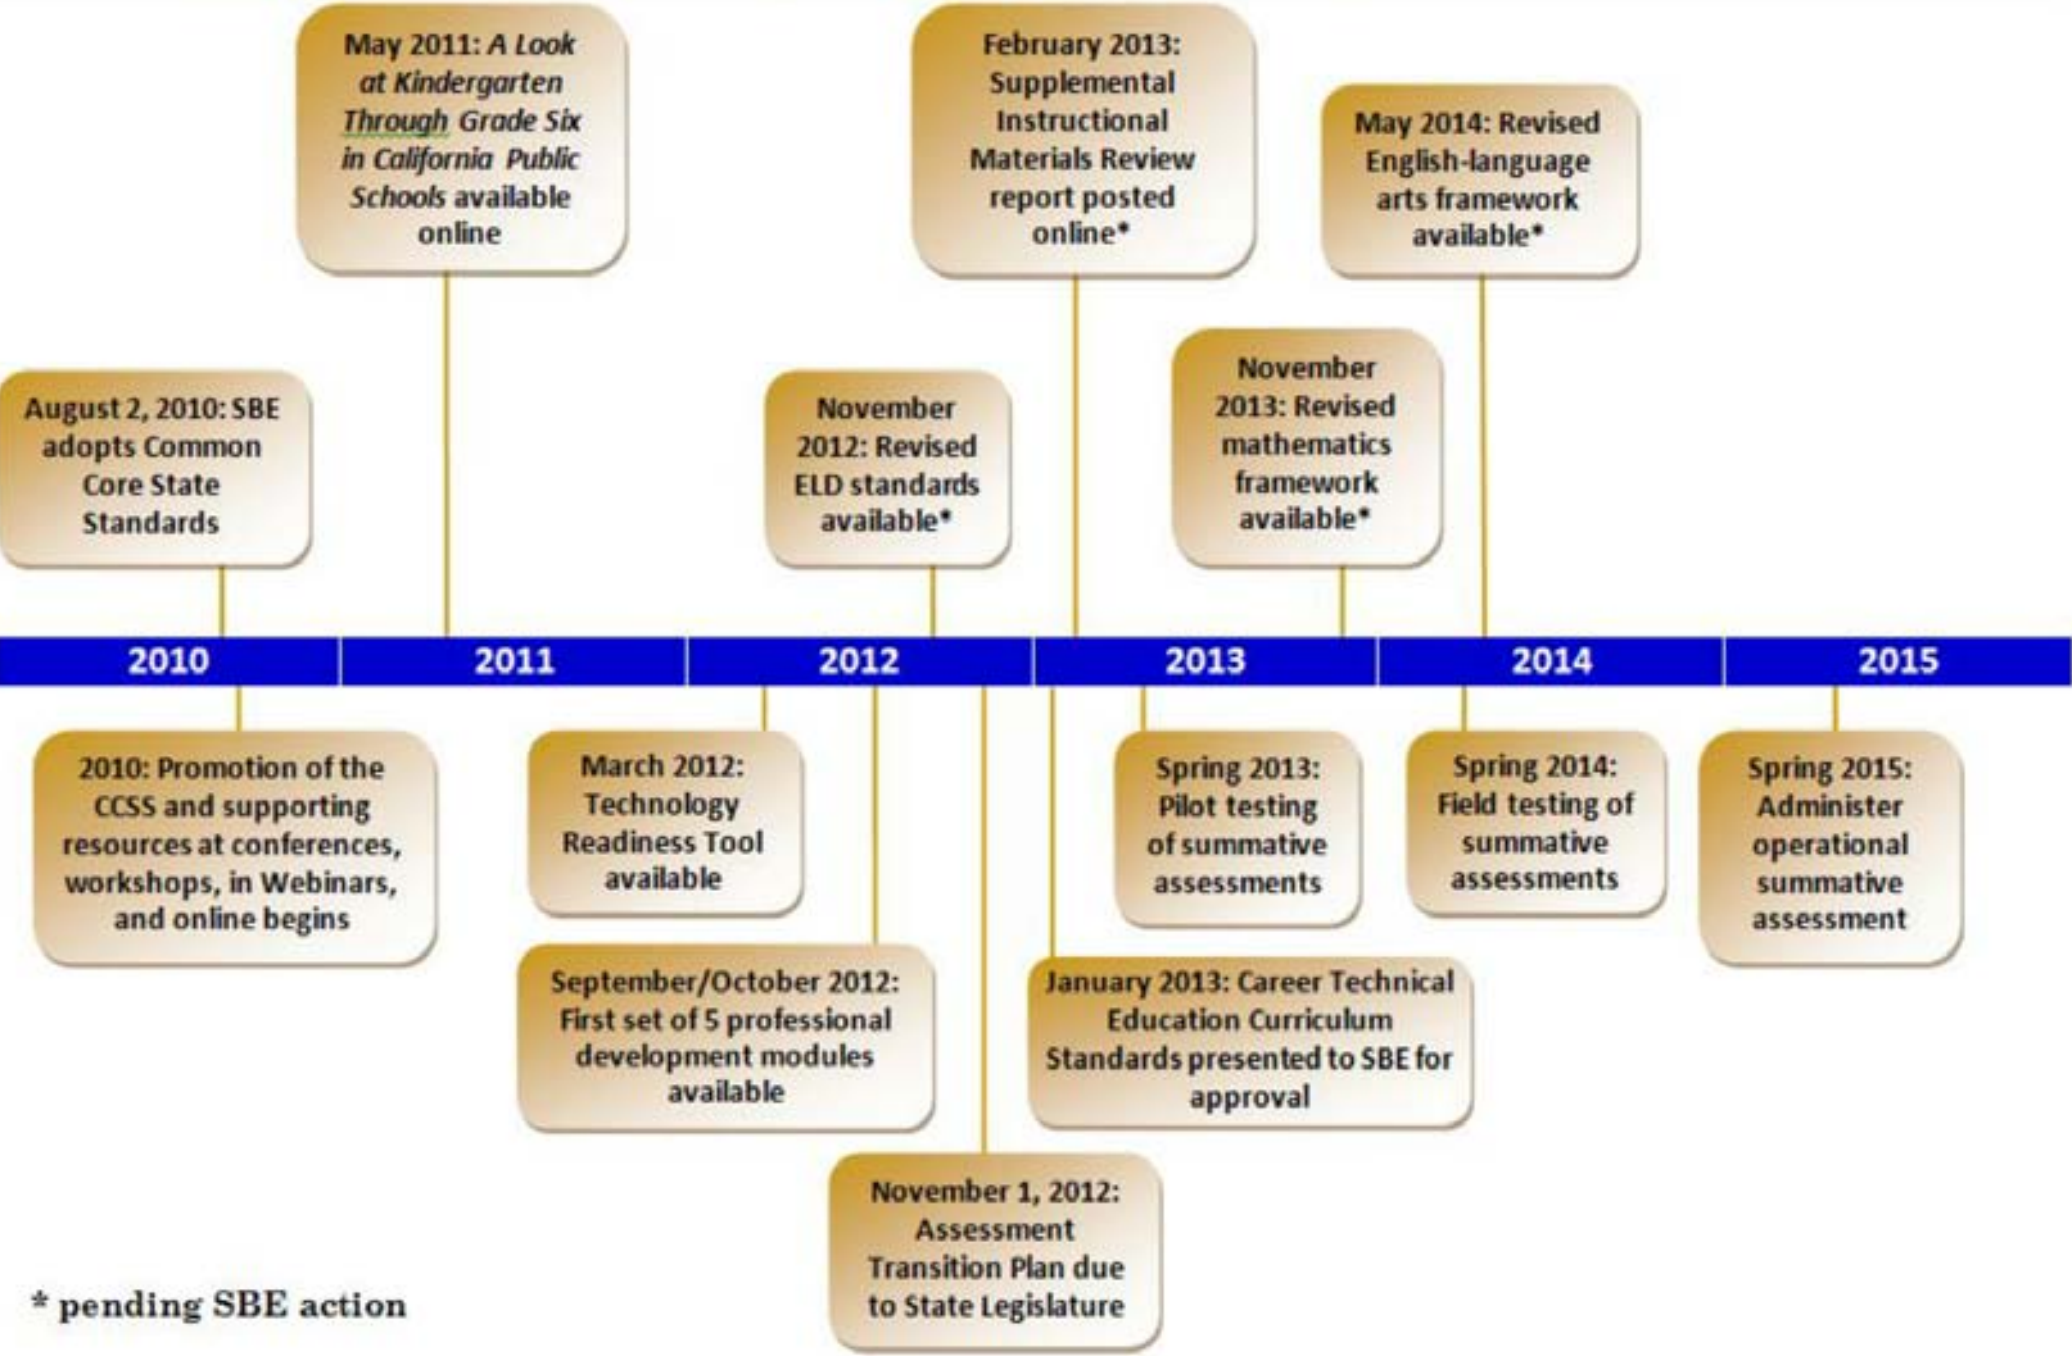 May 2011: A Look
at Kindergarten
Through Grade Six
in California Public
Schools available
online
February 2013:
Supplemental
Instructional
Materials Review
report posted
online*
May 2014: Revised
English-language
arts framework
available*
August 2, 2010: SBE
adopts Common
Core State
Standards
November
2012: Revised
ELD standards
available*
November
2013: Revised
mathematics
framework
available*
2010
2011
2012
2013
2014
2015
2010: Promotion of the
CCSS and supporting
resources at conferences,
workshops, in Webinars,
and online begins
March 2012:
Technology
Readiness Tool
available
Spring 2013:
Pilot testing
of summative
assessments
Spring 2014:
Field testing of
summative
assessments
Spring 2015:
Administer
operational
summative
assessment
September/October 2012:
First set of 5 professional
development modules
available
January 2013: Career Technical
Education Curriculum
Standards presented to SBE for
approval
November 1, 2012:
Assessment
Transition Plan due
to State Legislature
* pending SBE action